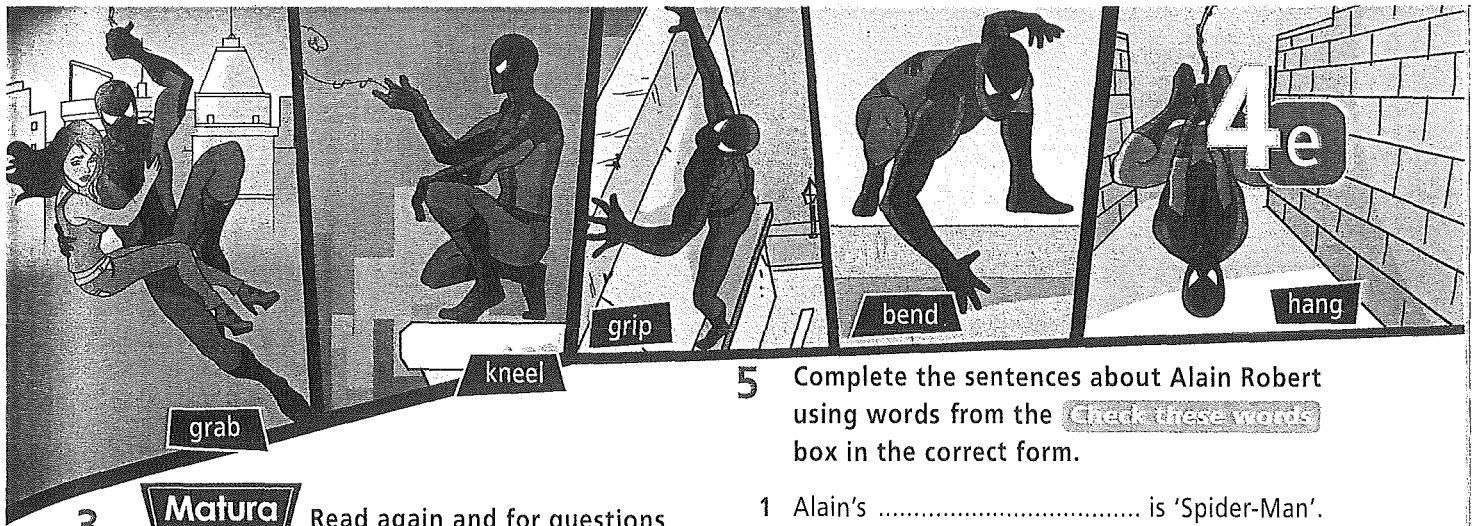 4e
grab
kneel
grip
bend
hang
3 Matura Read again and for questions
5 Complete the sentences about Alain Robert
using words from the Check these words
box in the correct form.
1 Alain's .................................... is 'Spider-Man'.